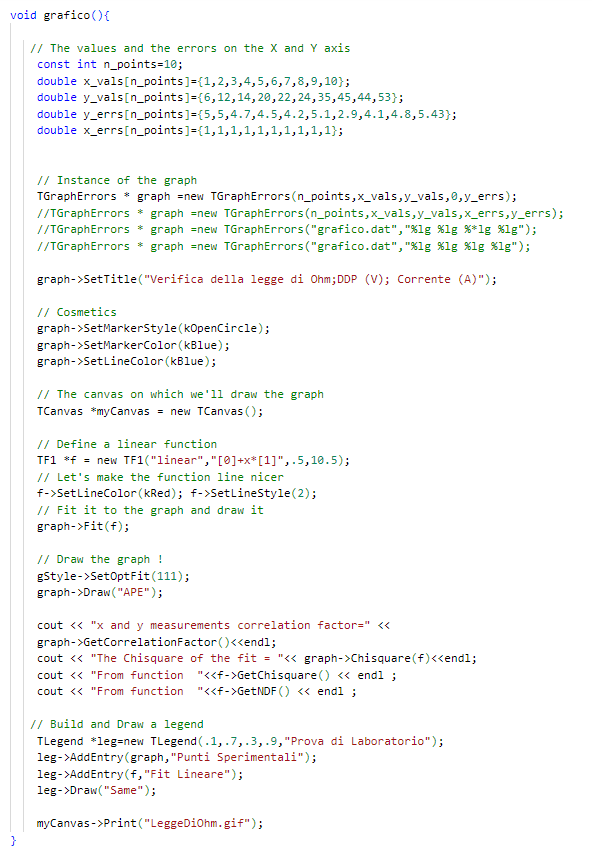 void grafico(){
// The values and the errors on the X and Y axis
const int n_points=10;
double x_vals[n_points]={1,2,3,4,5,6,7,8,9,10};
double y_vals[n_points]={6,12,14,20,22,24,35,45,44,53};
double y_errs[n_points]={5,5,4.7,4.5,4.2,5.1,2.9,4.1,4.8,5.43};
double x_errs[n_points]={1,1,1,1,1,1,1,1,1,1};
// Instance of the graph
TGraphErrors * graph =new TGraphErrors(n_points,x_vals,y_vals,0,y_errs);
//TGraphErrors * graph =new TGraphErrors(n_points,x_vals,y_vals,x_errs,y_errs);
//TGraphErrors * graph =new TGraphErrors("grafico.dat","%lg %lg %*lg %lg");
//TGraphErrors * graph =new TGraphErrors("grafico.dat","%lg %lg %lg %lg");
graph->SetTitle("Verifica della legge di Ohm;DDP (V); Corrente (A)");
// Cosmetics
graph->SetMarkerStyle(kOpenCircle);
graph->SetMarkerColor(kBlue);
graph->SetLineColor(kBlue);
// The canvas on which we'll draw the graph
TCanvas *myCanvas = new TCanvas();
// Define a linear function
TF1 *f = new TF1("linear","[0]+x*[1]",.5,10.5);
// Let's make the function line nicer
f->SetLineColor(kRed); f->SetLineStyle(2);
// Fit it to the graph and draw it
graph->Fit(f);
// Draw the graph !
gStyle->SetOptFit(111);
graph->Draw("APE");
cout << "x and y measurements correlation factor=" <<
graph->GetCorrelationFactor()<<endl;
cout << "The Chisquare of the fit = "<< graph->Chisquare(f)<<endl;
cout << "From function  "<<f->GetChisquare() << endl ;
cout << "From function  "<<f->GetNDF() << endl ;
// Build and Draw a legend
TLegend *leg=new TLegend(.1,.7,.3,.9,"Prova di Laboratorio");
leg->AddEntry(graph,"Punti Sperimentali");
leg->AddEntry(f,"Fit Lineare");
leg->Draw("Same");
myCanvas->Print("LeggeDiOhm.gif");
}